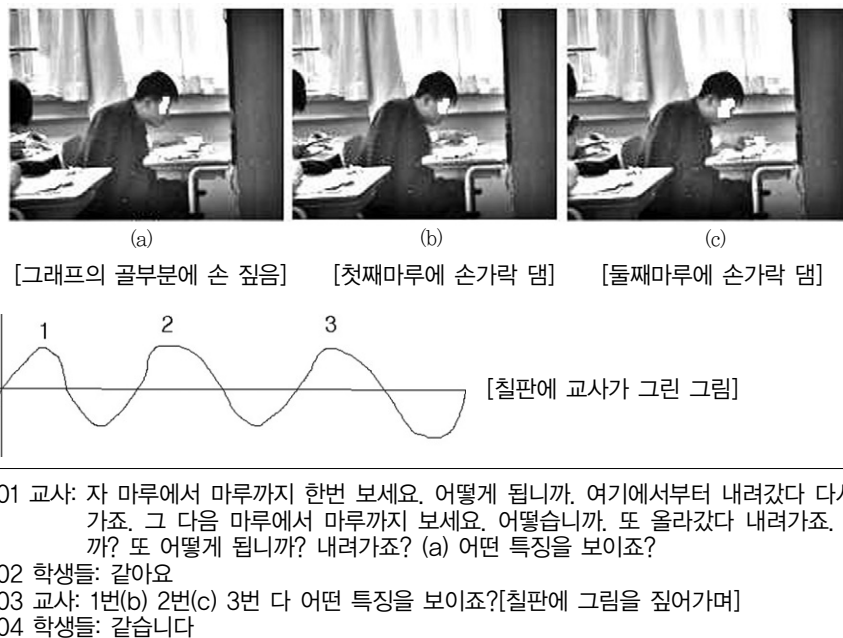 (a) (b) (c)
[그래프의 골부분에 손 짚음] [첫째마루에 손가락 댐] [둘째마루에 손가락 댐]
1 2 3
[칠판에 교사가 그린 그림]
01 교사: 자 마루에서 마루까지 한번 보세요. 어떻게 됩니까. 여기에서부터 내려갔다 다시
가죠. 그 다음 마루에서 마루까지 보세요. 어떻습니까. 또 올라갔다 내려가죠.
까? 또 어떻게 됩니까? 내려가죠? (a) 어떤 특징을 보이죠?
02 학생들: 같아요
03 교사: 1번(b) 2번(c) 3번 다 어떤 특징을 보이죠?[칠판에 그림을 짚어가며]
04 학생들: 같습니다